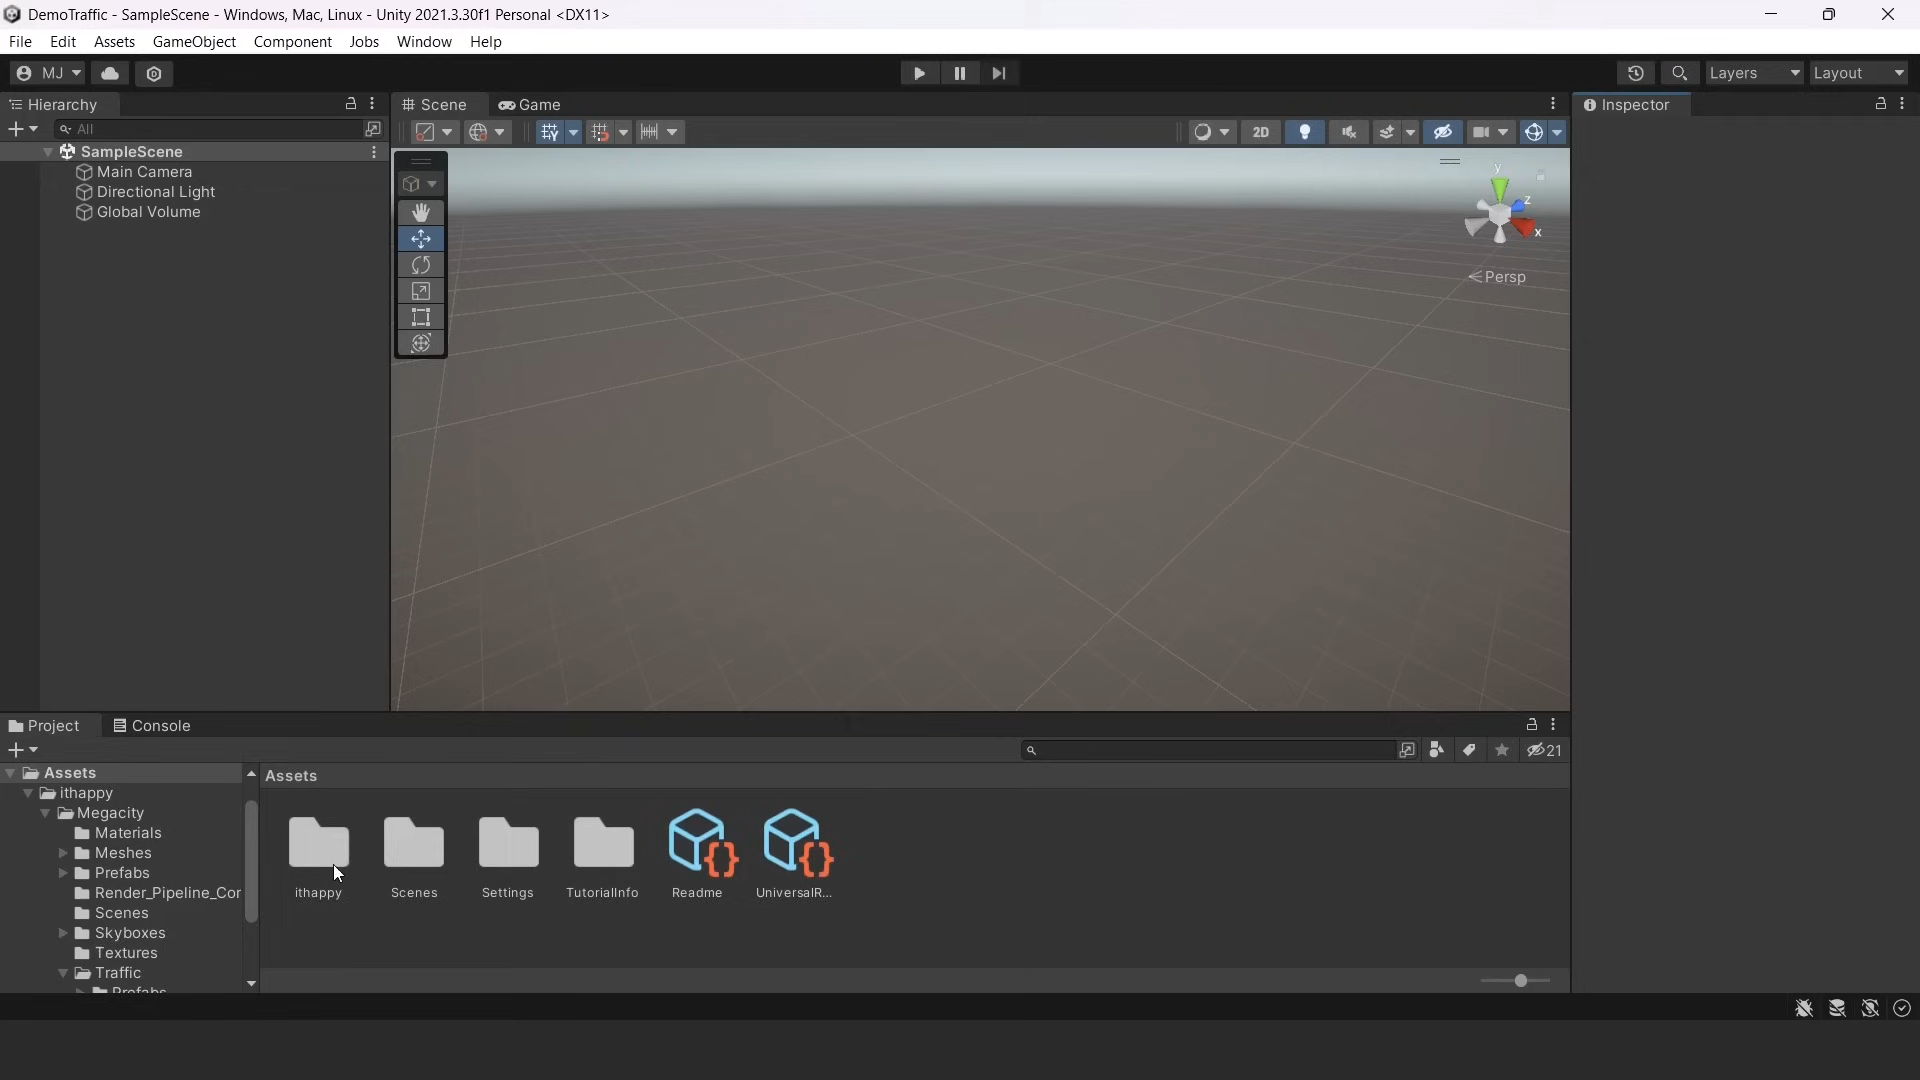 DemoTraffic - SampleScene - Windows, Mac, Linux - Unity 2021.3.30f1 Personal <DX11>
File Edit Assets GameObject Component Jobs Window Help
MJ
Layers
Layout
Hierarchy
Scene
Game
Inspector
All
2D
SampleScene
Main Camera
Directional Light
Global Volume
y
z
x
Persp
Project
Console
21
Assets
ithappy
Megacity
Materials
Meshes
Prefabs
Render_Pipeline_Cor
Scenes
Skyboxes
Textures
Traffic
Prefabs
Assets
ithappy
Scenes
Settings
TutorialInfo
Readme
UniversalR...